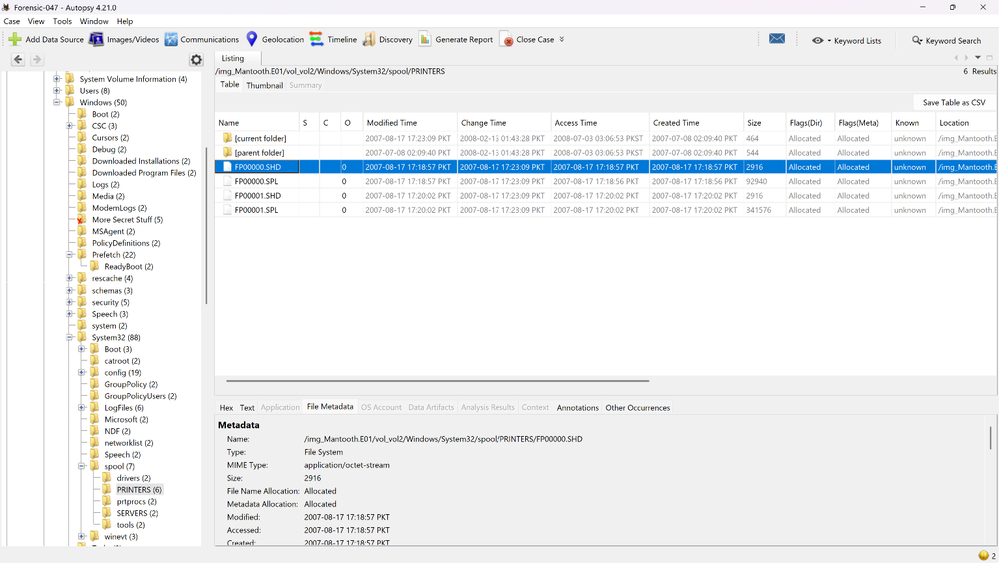 Forensic-047 - Autopsy 4.21.0
Case View Tools Window Help
Add Data Source Images/Videos Communications Geolocation Timeline Discovery Generate Report Close Case Keyword Lists Keyword Search
Listing
/img_Mantooth.E01/vol_vol2/Windows/System32/spool/PRINTERS
6 Results
Table Thumbnail Summary
Save Table as CSV
Name S C O Modified Time Change Time Access Time Created Time Size Flags(Dir) Flags(Meta) Known Location
[current folder] 2007-08-17 17:23:09 PKT 2008-02-13 01:43:28 PKT 2008-07-03 03:06:53 PKST 2007-07-08 02:09:40 PKT 464 Allocated Allocated unknown /img_Mantooth.E
[parent folder] 2007-07-08 02:09:40 PKT 2008-02-13 01:43:28 PKT 2008-07-03 03:06:53 PKST 2007-07-08 02:09:40 PKT 544 Allocated Allocated unknown /img_Mantooth.E
FP00000.SHD 0 2007-08-17 17:18:57 PKT 2007-08-17 17:23:09 PKT 2007-08-17 17:18:57 PKT 2007-08-17 17:18:57 PKT 2916 Allocated Allocated unknown /img_Mantooth.E
FP00000.SPL 0 2007-08-17 17:18:57 PKT 2007-08-17 17:23:09 PKT 2007-08-17 17:18:56 PKT 2007-08-17 17:18:56 PKT 92940 Allocated Allocated unknown /img_Mantooth.E
FP00001.SHD 0 2007-08-17 17:20:02 PKT 2007-08-17 17:23:09 PKT 2007-08-17 17:20:02 PKT 2007-08-17 17:20:02 PKT 2916 Allocated Allocated unknown /img_Mantooth.E
FP00001.SPL 0 2007-08-17 17:20:02 PKT 2007-08-17 17:23:09 PKT 2007-08-17 17:20:02 PKT 2007-08-17 17:20:02 PKT 341576 Allocated Allocated unknown /img_Mantooth.E
System Volume Information (4)
Users (8)
Windows (50)
Boot (2)
CSC (3)
Cursors (2)
Debug (2)
Downloaded Installations (2)
Downloaded Program Files (2)
Logs (2)
Media (2)
ModemLogs (2)
More Secret Stuff (5)
MSAgent (2)
PolicyDefinitions (2)
Prefetch (22)
ReadyBoot (2)
rescache (4)
schemas (3)
security (5)
Speech (3)
system (2)
System32 (88)
Boot (3)
catroot (2)
config (19)
GroupPolicy (2)
GroupPolicyUsers (2)
LogFiles (6)
Microsoft (2)
NDF (2)
networklist (2)
Speech (2)
spool (7)
drivers (2)
PRINTERS (6)
prtprocs (2)
SERVERS (2)
tools (2)
winevt (3)
Hex Text Application File Metadata OS Account Data Artifacts Analysis Results Context Annotations Other Occurrences
Metadata
Name: /img_Mantooth.E01/vol_vol2/Windows/System32/spool/PRINTERS/FP00000.SHD
Type: File System
MIME Type: application/octet-stream
Size: 2916
File Name Allocation: Allocated
Metadata Allocation: Allocated
Modified: 2007-08-17 17:18:57 PKT
Accessed: 2007-08-17 17:18:57 PKT
Created: 2007-08-17 17:18:57 PKT
2